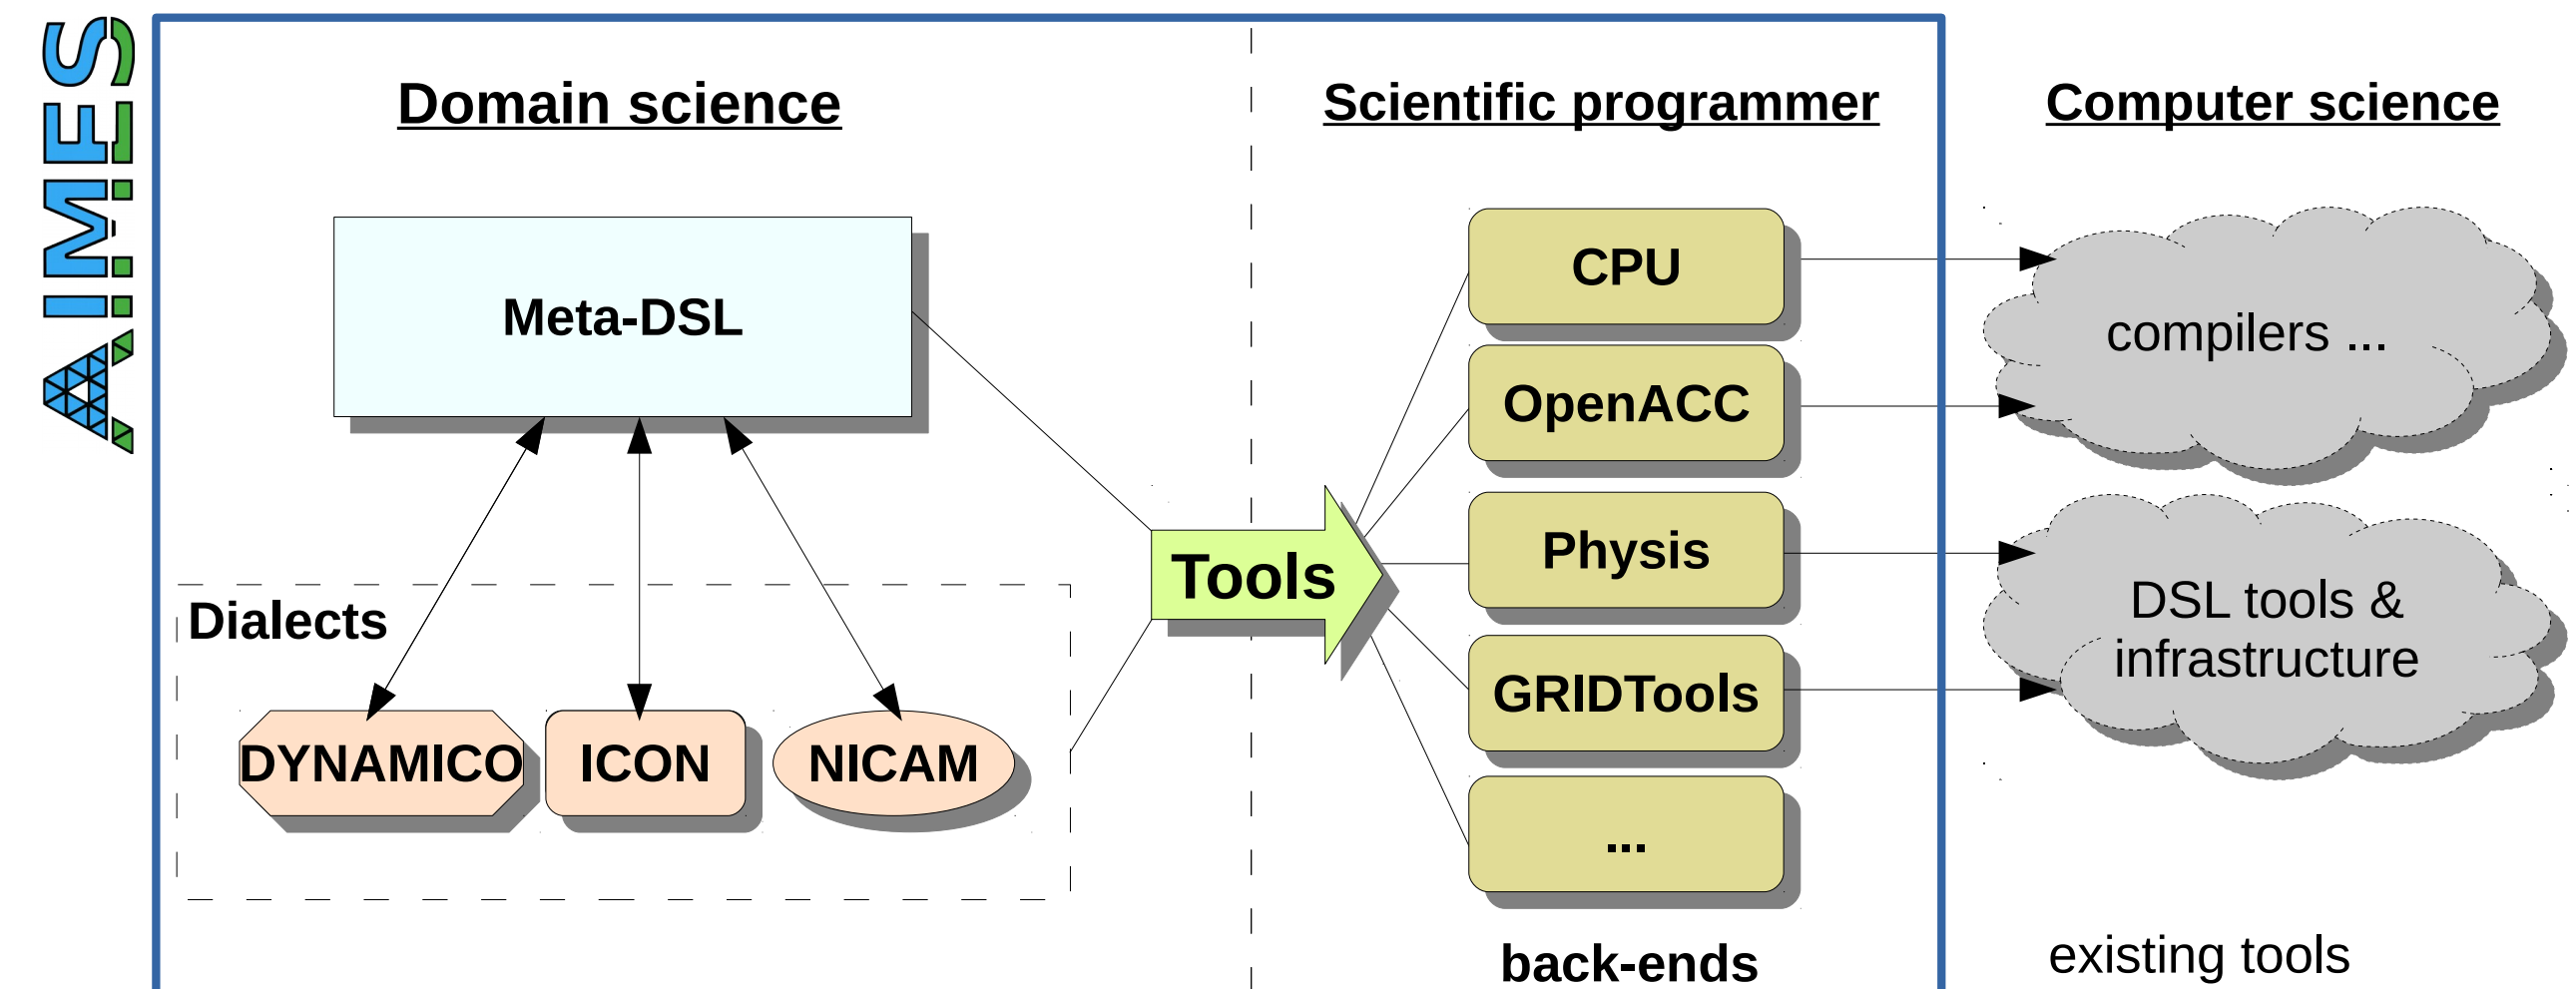 AIMES
Domain science
Scientific programmer
Computer science
Meta-DSL
Dialects
DYNAMICO
ICON
NICAM
Tools
CPU
OpenACC
Physis
GRIDTools
...
back-ends
compilers ...
DSL tools &
infrastructure
existing tools